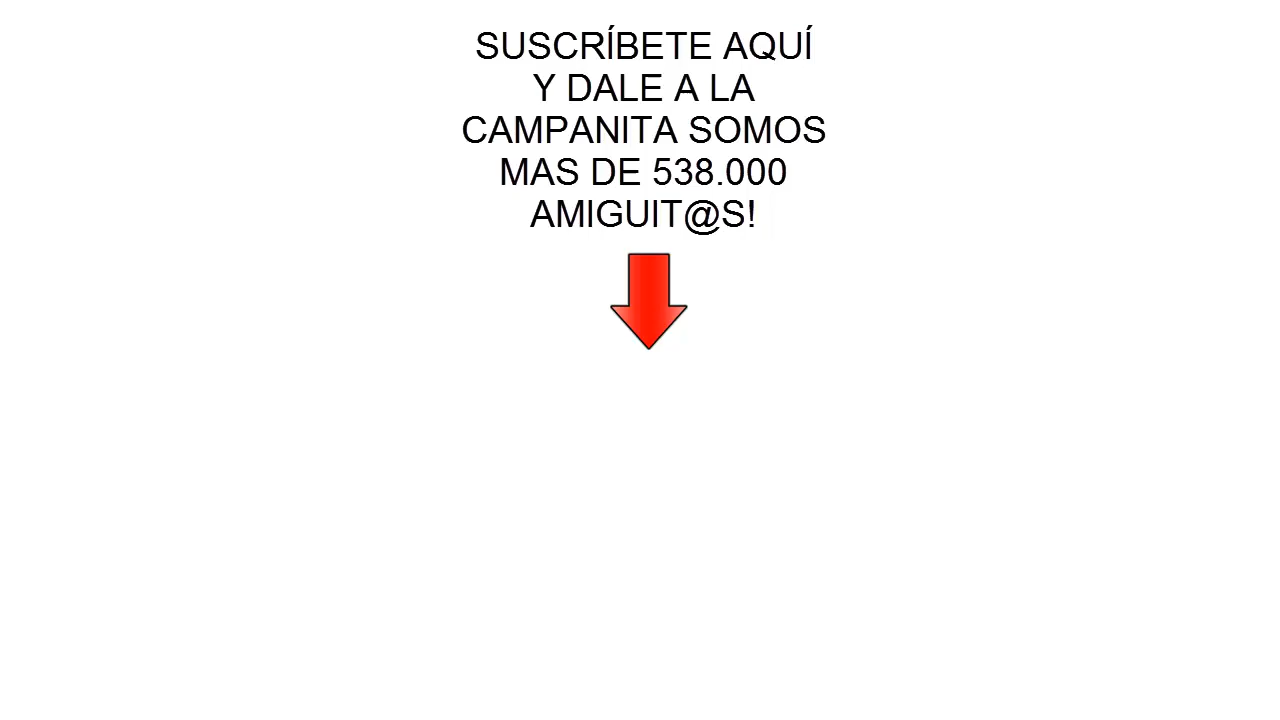 SUSCRÍBETE AQUÍ
Y DALE A LA
CAMPANITA SOMOS
MAS DE 538.000
AMIGUIT@S!